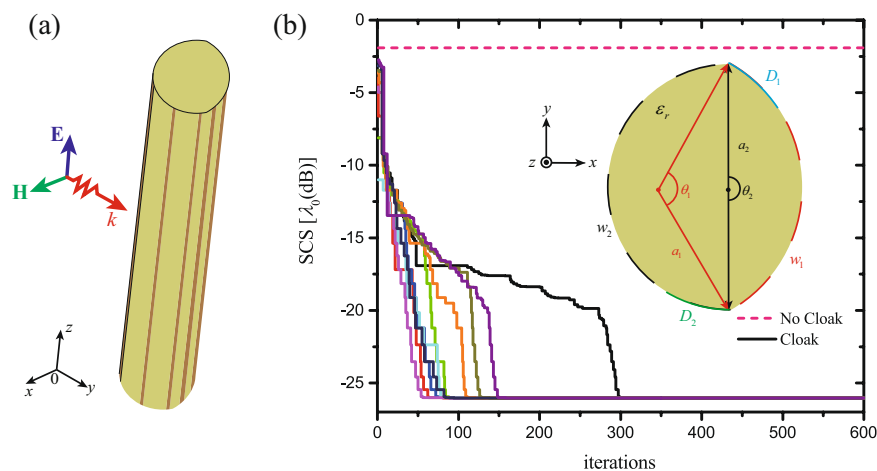 (a)
E
H
k
z
0
x
y
(b)
SCS [λ₀(dB)]
0
-5
-10
-15
-20
-25
0
100
200
300
400
500
600
iterations
y
z
x
εᵣ
D₁
a₂
θ₁
θ₂
a₁
w₂
w₁
D₂
No Cloak
Cloak